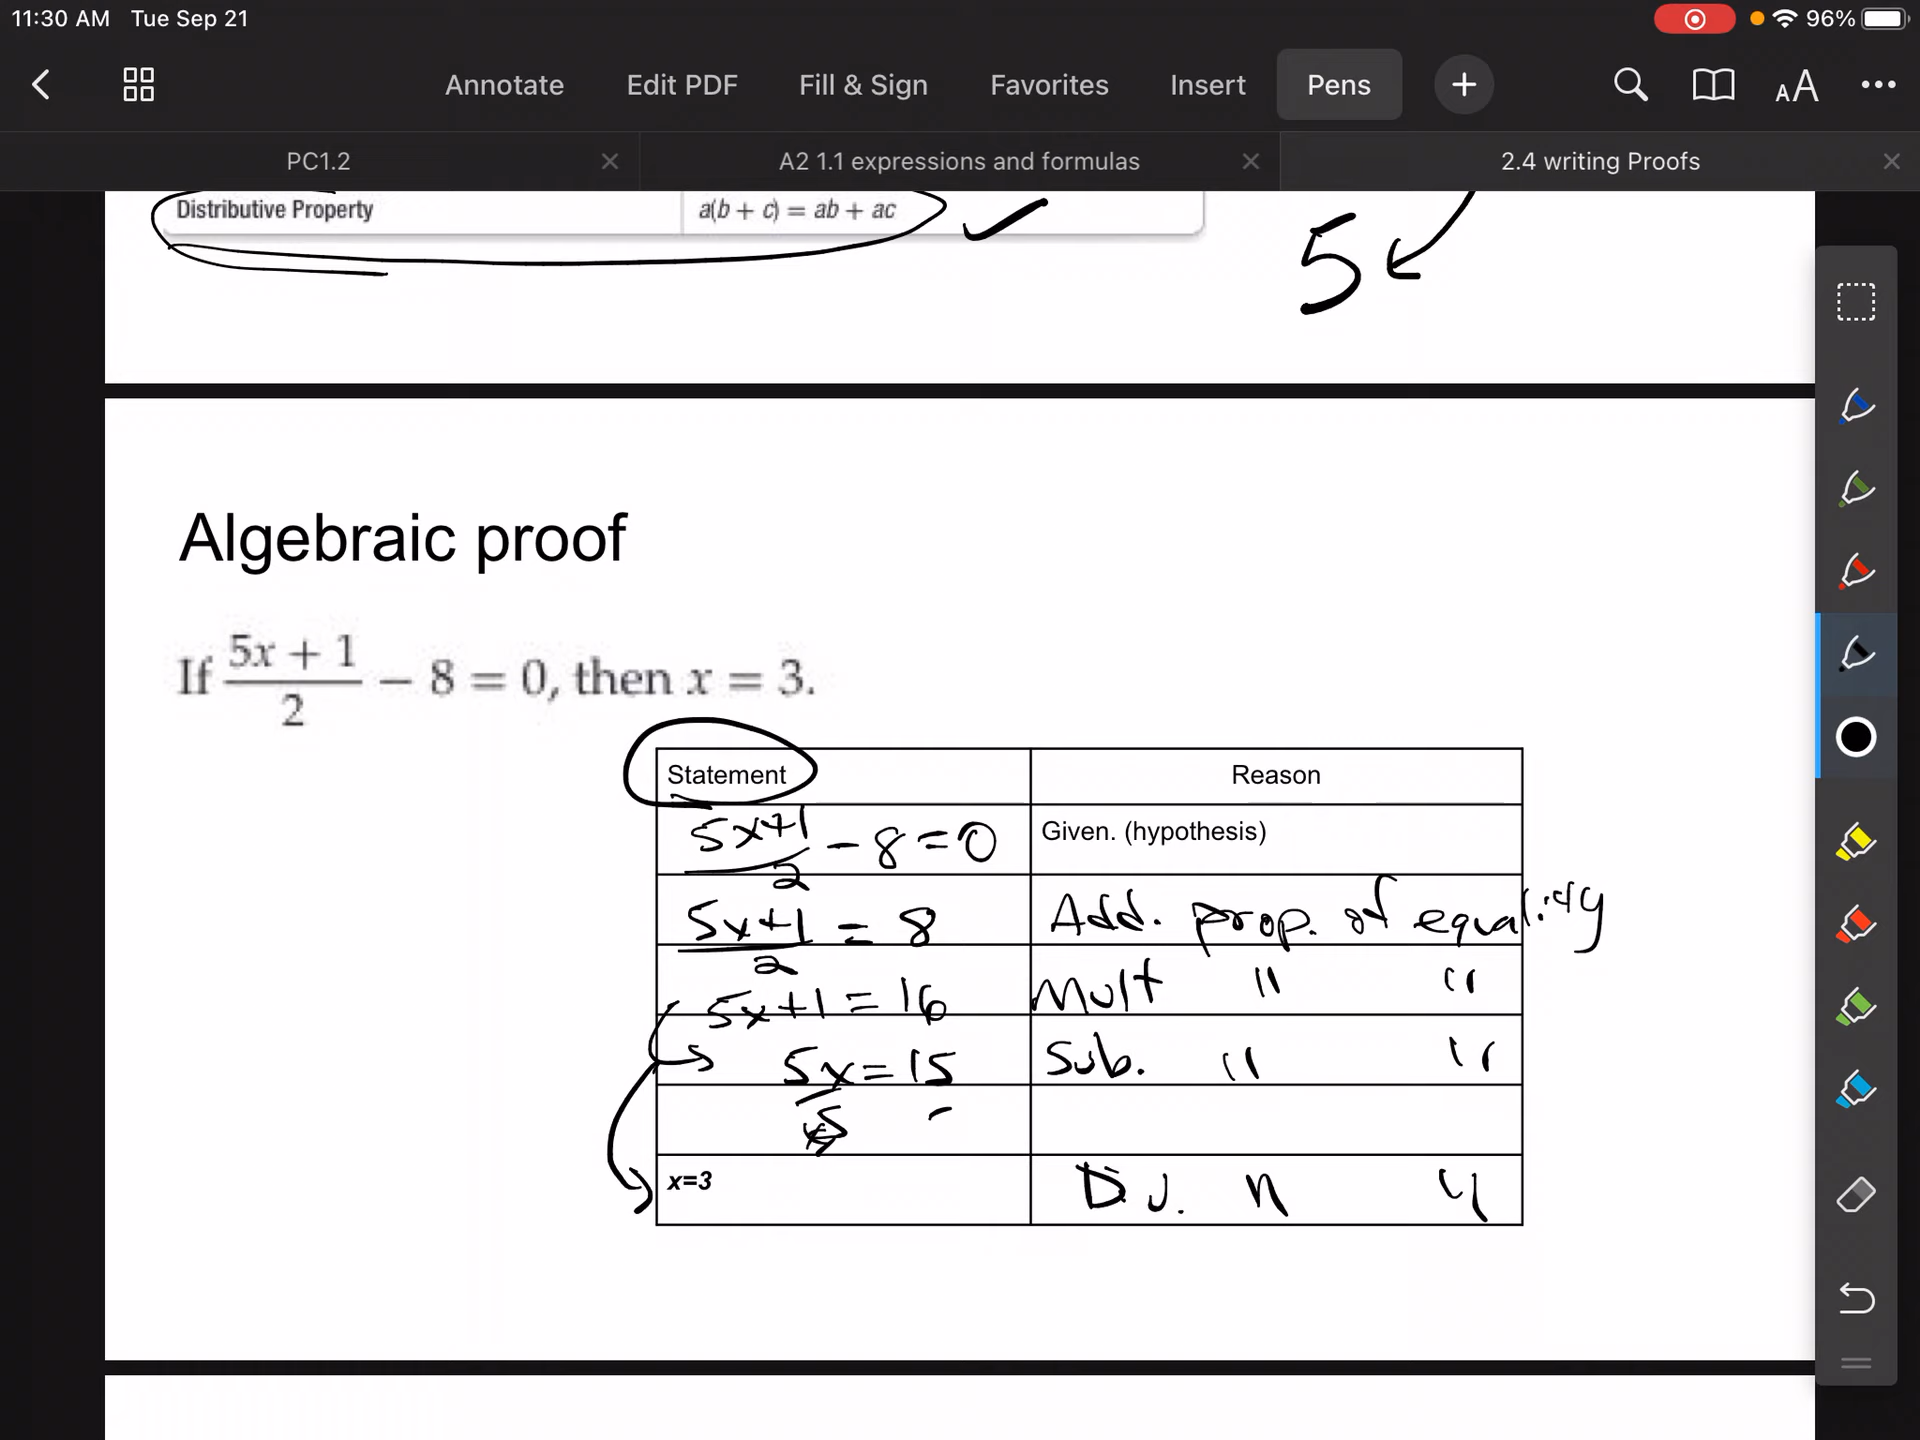 11:30 AM Tue Sep 21 96%
Annotate Edit PDF Fill & Sign Favorites Insert Pens +
PC1.2 A2 1.1 expressions and formulas 2.4 writing Proofs
Distributive Property a(b + c) = ab + ac
5
Algebraic proof
If (5x + 1)/2 − 8 = 0, then x = 3.
Statement Reason
(5x+1)/2 − 8 = 0 Given. (hypothesis)
(5x+1)/2 = 8 Add. prop. of equality
5x+1 = 16 Mult " "
5x = 15 Sub. " "
5
x=3 Div. " "